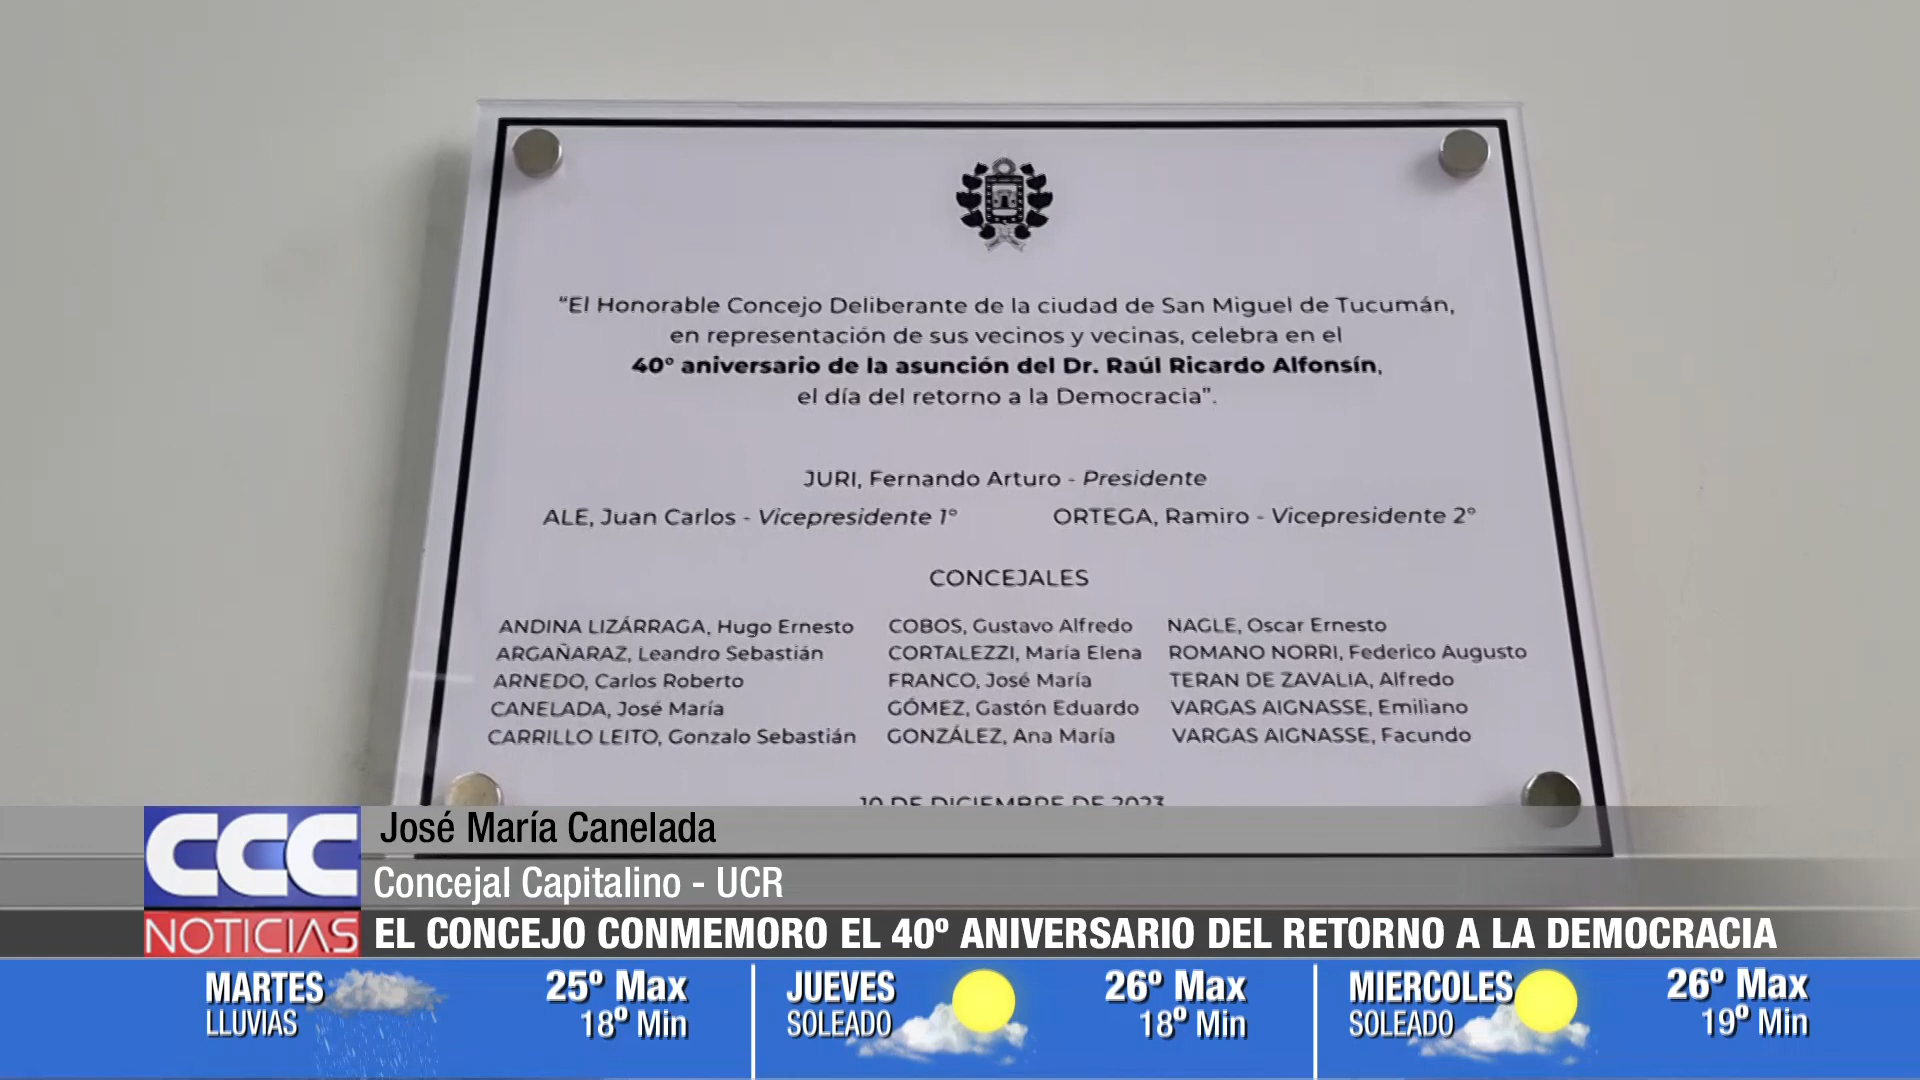 “El Honorable Concejo Deliberante de la ciudad de San Miguel de Tucumán,
en representación de sus vecinos y vecinas, celebra en el
40° aniversario de la asunción del Dr. Raúl Ricardo Alfonsín,
el día del retorno a la Democracia”.
JURI, Fernando Arturo - Presidente
ALE, Juan Carlos - Vicepresidente 1° ORTEGA, Ramiro - Vicepresidente 2°
CONCEJALES
ANDINA LIZÁRRAGA, Hugo Ernesto COBOS, Gustavo Alfredo NAGLE, Oscar Ernesto
ARGAÑARAZ, Leandro Sebastián CORTALEZZI, María Elena ROMANO NORRI, Federico Augusto
ARNEDO, Carlos Roberto FRANCO, José María TERAN DE ZAVALIA, Alfredo
CANELADA, José María GÓMEZ, Gastón Eduardo VARGAS AIGNASSE, Emiliano
CARRILLO LEITO, Gonzalo Sebastián GONZÁLEZ, Ana María VARGAS AIGNASSE, Facundo
10 DE DICIEMBRE DE 2023
CCC
NOTICIAS
José María Canelada
Concejal Capitalino - UCR
EL CONCEJO CONMEMORO EL 40º ANIVERSARIO DEL RETORNO A LA DEMOCRACIA
MARTES 25º Max
LLUVIAS 18º Min
JUEVES 26º Max
SOLEADO 18º Min
MIERCOLES 26º Max
SOLEADO 19º Min